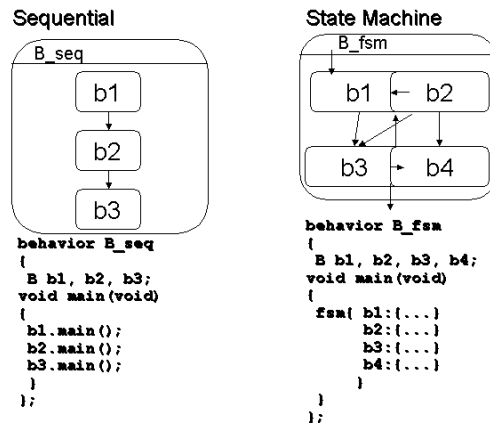 Sequential
B_seq
b1
b2
b3
behavior B_seq
{
B b1, b2, b3;
void main(void)
{
b1.main();
b2.main();
b3.main();
}
};
State Machine
B_fsm
b1 b2
b3 b4
behavior B_fsm
{
B b1, b2, b3, b4;
void main(void)
{
fsm{ b1:{...}
b2:{...}
b3:{...}
b4:{...}
}
}
};